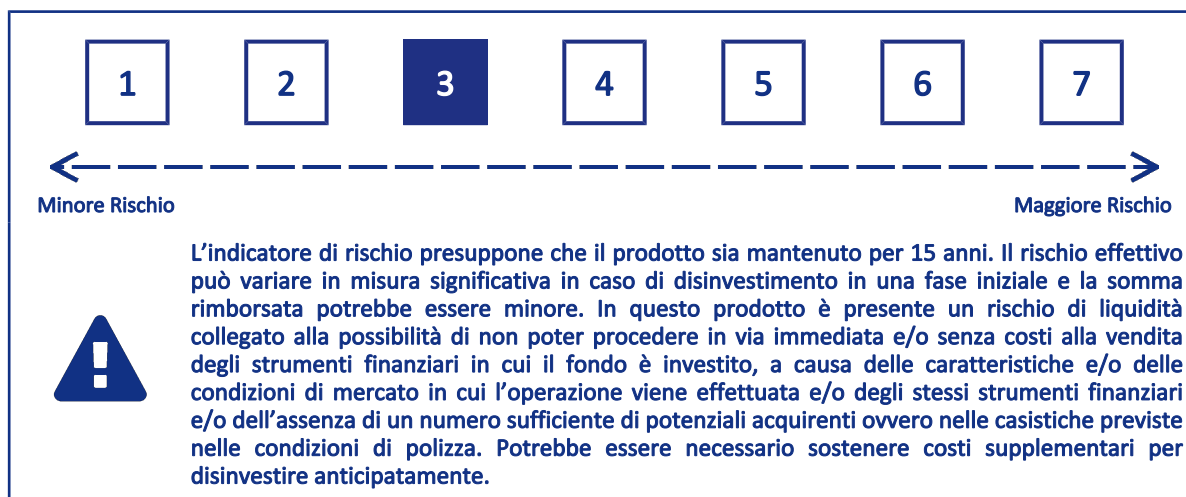 1 2 3 4 5 6 7
Minore Rischio Maggiore Rischio
L’indicatore di rischio presuppone che il prodotto sia mantenuto per 15 anni. Il rischio effettivo
può variare in misura significativa in caso di disinvestimento in una fase iniziale e la somma
rimborsata potrebbe essere minore. In questo prodotto è presente un rischio di liquidità
collegato alla possibilità di non poter procedere in via immediata e/o senza costi alla vendita
degli strumenti finanziari in cui il fondo è investito, a causa delle caratteristiche e/o delle
condizioni di mercato in cui l’operazione viene effettuata e/o degli stessi strumenti finanziari
e/o dell’assenza di un numero sufficiente di potenziali acquirenti ovvero nelle casistiche previste
nelle condizioni di polizza. Potrebbe essere necessario sostenere costi supplementari per
disinvestire anticipatamente.